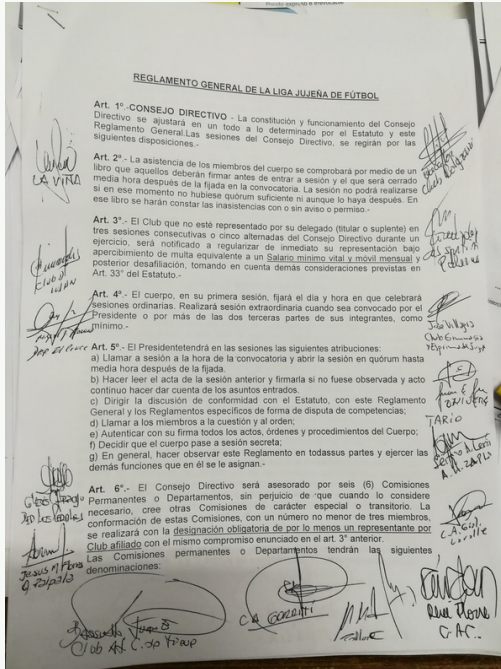 REGLAMENTO GENERAL DE LA LIGA JUJEÑA DE FÚTBOL
Art. 1º.-CONSEJO DIRECTIVO - La constitución y funcionamiento del Consejo
Directivo se ajustará en un todo a lo determinado por el Estatuto y este
Reglamento General.Las sesiones del Consejo Directivo, se regirán por las
siguientes disposiciones.-
Art. 2º.- La asistencia de los miembros del cuerpo se comprobará por medio de un
libro que aquellos deberán firmar antes de entrar a sesión y el que será cerrado
media hora después de la fijada en la convocatoria. La sesión no podrá realizarse
si en ese momento no hubiese quórum suficiente ni aunque lo haya después. En
ese libro se harán constar las inasistencias con o sin aviso o permiso.-
LA VIÑA
Art. 3º.- El Club que no esté representado por su delegado (titular o suplente) en
tres sesiones consecutivas o cinco alternadas del Consejo Directivo durante un
ejercicio, será notificado a regularizar de inmediato su representación bajo
apercibimiento de multa equivalente a un Salario mínimo vital y móvil mensual y
posterior desafiliación, tomando en cuenta demás consideraciones previstas en
Art. 33° del Estatuto.-
Art. 4º.- El cuerpo, en su primera sesión, fijará el día y hora en que celebrará
sesiones ordinarias. Realizará sesión extraordinaria cuando sea convocado por el
Presidente o por más de las dos terceras partes de sus integrantes, como
mínimo.-
Art. 5º.- El Presidentetendrá en las sesiones las siguientes atribuciones:
a) Llamar a sesión a la hora de la convocatoria y abrir la sesión en quórum hasta
media hora después de la fijada.
b) Hacer leer el acta de la sesión anterior y firmarla si no fuese observada y acto
continuo hacer dar cuenta de los asuntos entrados.
c) Dirigir la discusión de conformidad con el Estatuto, con este Reglamento
General y los Reglamentos específicos de forma de disputa de competencias;
d) Llamar a los miembros a la cuestión y al orden;
e) Autenticar con su firma todos los actos, órdenes y procedimientos del Cuerpo;
f) Decidir que el cuerpo pase a sesión secreta;
g) En general, hacer observar este Reglamento en todassus partes y ejercer las
demás funciones que en él se le asignan.-
TARIO
A.M. ZAPLA
Art. 6º.- El Consejo Directivo será asesorado por seis (6) Comisiones
Permanentes o Departamentos, sin perjuicio de que cuando lo considere
necesario, cree otras Comisiones de carácter especial o transitorio. La
conformación de estas Comisiones, con un número no menor de tres miembros,
se realizará con la designación obligatoria de por lo menos un representante por
Club afiliado con el mismo compromiso enunciado en el art. 3° anterior.
Las Comisiones permanentes o Departamentos tendrán las siguientes
denominaciones:
C.A. GORRITI